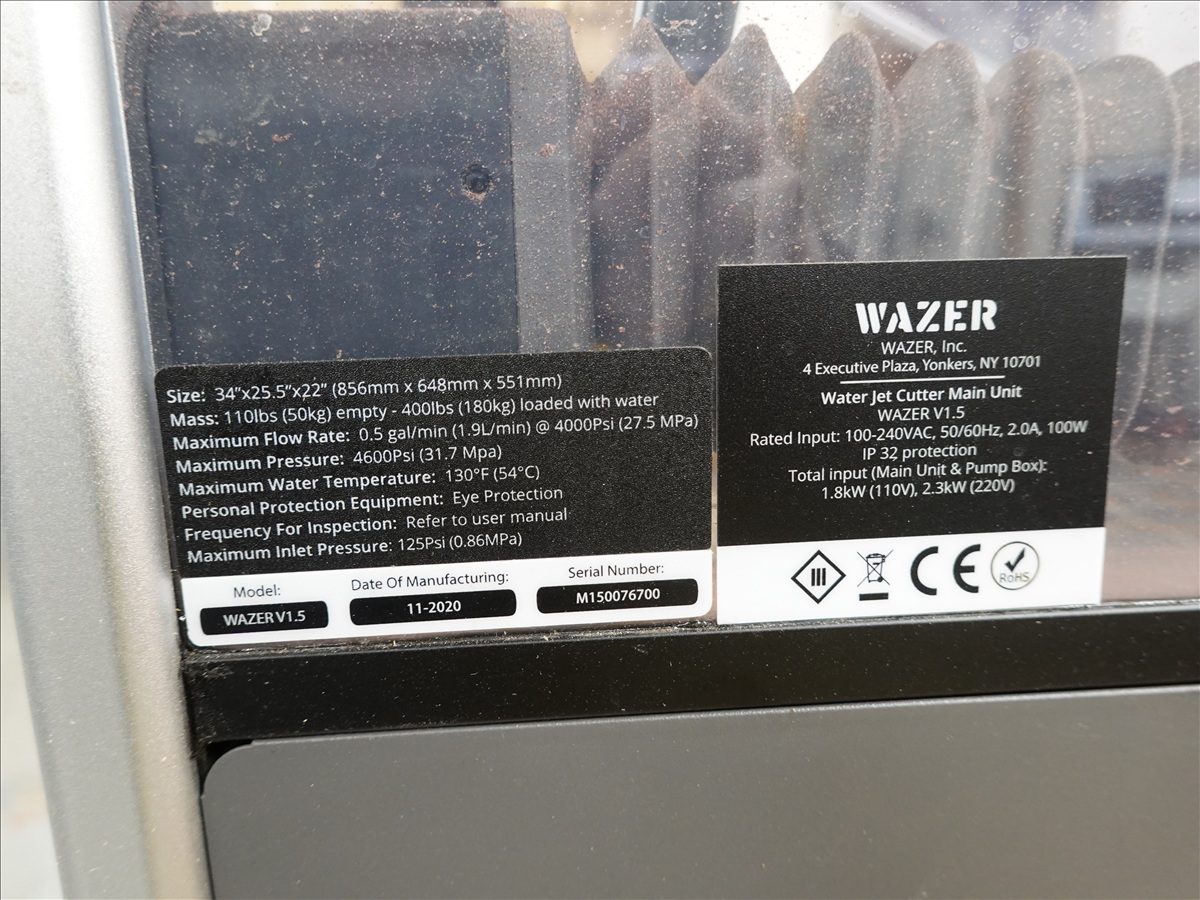 Size: 34"x25.5"x22" (856mm x 648mm x 551mm)
Mass: 110lbs (50kg) empty - 400lbs (180kg) loaded with water
Maximum Flow Rate: 0.5 gal/min (1.9L/min) @ 4000Psi (27.5 MPa)
Maximum Pressure: 4600Psi (31.7 Mpa)
Maximum Water Temperature: 130°F (54°C)
Personal Protection Equipment: Eye Protection
Frequency For Inspection: Refer to user manual
Maximum Inlet Pressure: 125Psi (0.86MPa)
Model: Date Of Manufacturing: Serial Number:
WAZER V1.5 11-2020 M150076700
WAZER
WAZER, Inc.
4 Executive Plaza, Yonkers, NY 10701
Water Jet Cutter Main Unit
WAZER V1.5
Rated Input: 100-240VAC, 50/60Hz, 2.0A, 100W
IP 32 protection
Total input (Main Unit & Pump Box):
1.8kW (110V), 2.3kW (220V)
III CE RoHS